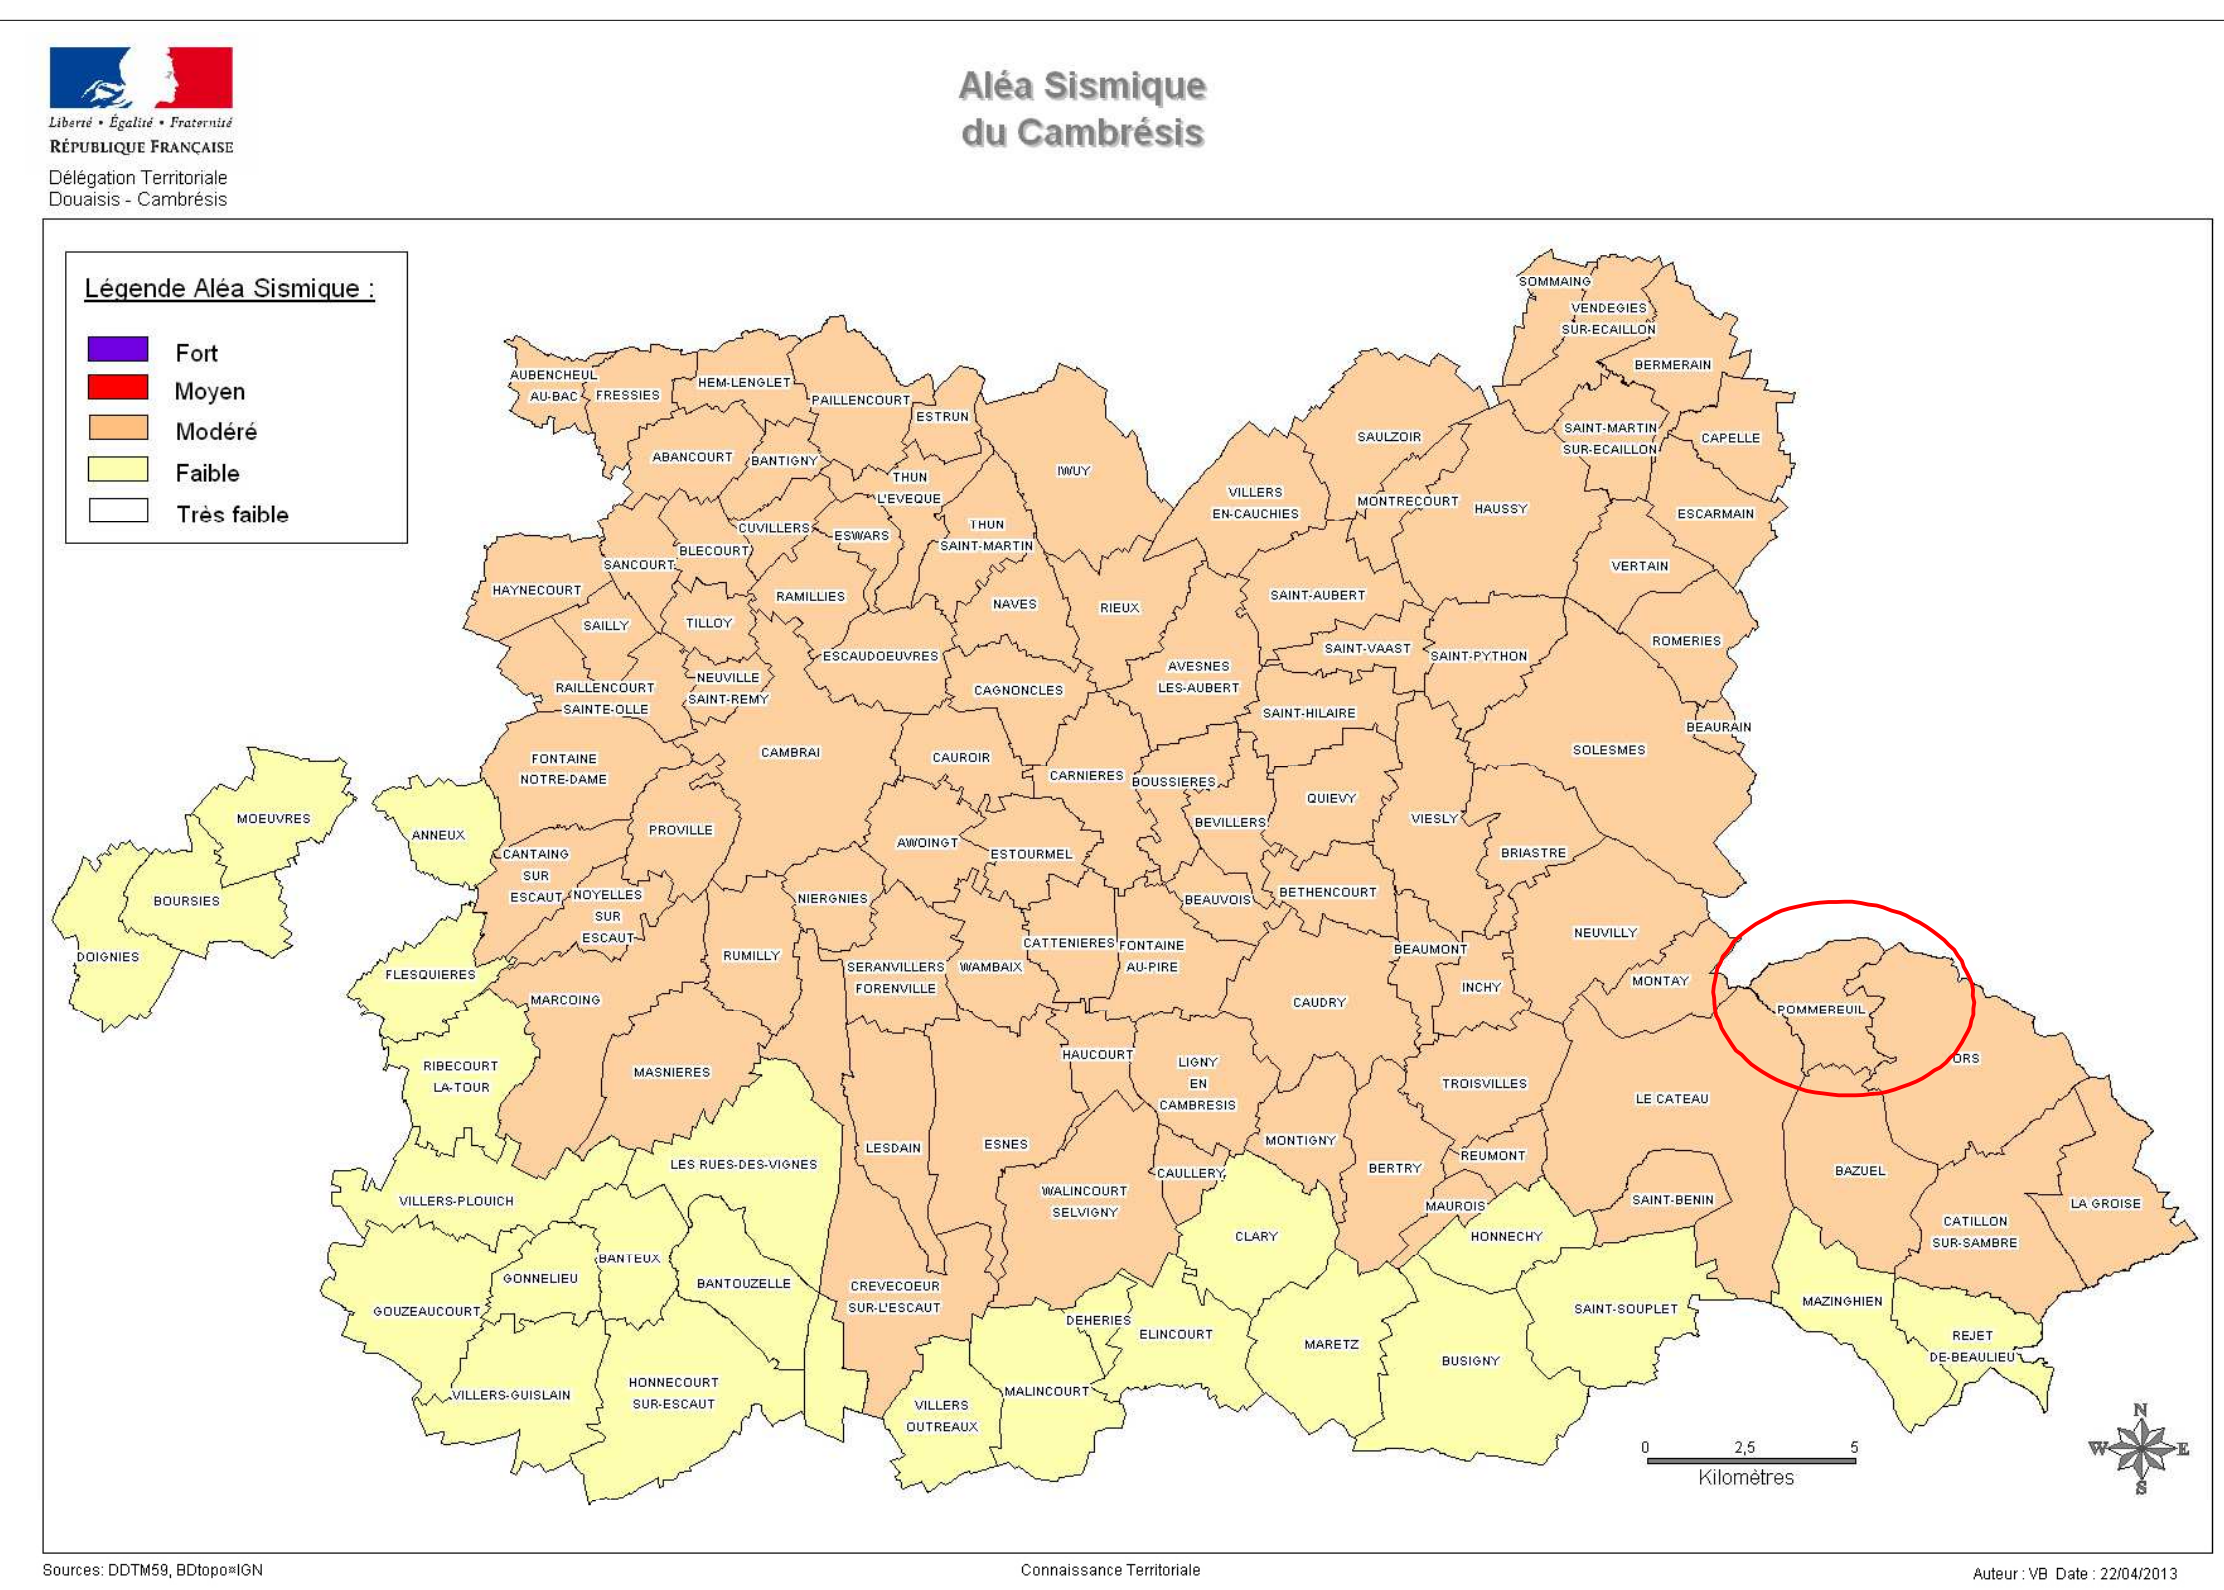 Liberté • Égalité • Fraternité
RÉPUBLIQUE FRANÇAISE
Délégation Territoriale
Douaisis - Cambrésis
Aléa Sismique
du Cambrésis
Légende Aléa Sismique :
Fort
Moyen
Modéré
Faible
Très faible
SOMMAING
VENDEGIES
SUR-ECAILLON
BERMERAIN
AUBENCHEUL
AU-BAC
FRESSIES
HEM-LENGLET
PAILLENCOURT
ESTRUN
ABANCOURT
BANTIGNY
THUN
L'EVEQUE
IWUY
VILLERS
EN-CAUCHIES
SAULZOIR
MONTRECOURT
HAUSSY
SAINT-MARTIN
SUR-ECAILLON
CAPELLE
ESCARMAIN
CUVILLERS
ESWARS
THUN
SAINT-MARTIN
BLECOURT
SANCOURT
HAYNECOURT
RAMILLIES
NAVES
RIEUX
SAINT-AUBERT
VERTAIN
SAILLY
TILLOY
ESCAUDOEUVRES
SAINT-VAAST
SAINT-PYTHON
ROMERIES
RAILLENCOURT
SAINTE-OLLE
NEUVILLE
SAINT-REMY
CAGNONCLES
AVESNES
LES-AUBERT
SAINT-HILAIRE
BEAURAIN
SOLESMES
FONTAINE
NOTRE-DAME
CAMBRAI
CAUROIR
CARNIERES
BOUSSIERES
QUIEVY
VIESLY
MOEUVRES
ANNEUX
PROVILLE
BEVILLERS
AWOINGT
ESTOURMEL
BRIASTRE
CANTAING
SUR
ESCAUT
NOYELLES
SUR
ESCAUT
BOURSIES
NIERGNIES
BEAUVOIS
BETHENCOURT
DOIGNIES
FLESQUIERES
RUMILLY
SERANVILLERS
FORENVILLE
WAMBAIX
CATTENIERES
FONTAINE
AU-PIRE
BEAUMONT
INCHY
NEUVILLY
MONTAY
MARCOING
CAUDRY
POMMEREUIL
ORS
RIBECOURT
LA-TOUR
MASNIERES
HAUCOURT
LIGNY
EN
CAMBRESIS
TROISVILLES
LE CATEAU
LESDAIN
ESNES
MONTIGNY
BERTRY
REUMONT
LES RUES-DES-VIGNES
CAULLERY
BAZUEL
VILLERS-PLOUICH
WALINCOURT
SELVIGNY
MAUROIS
SAINT-BENIN
LA GROISE
CLARY
HONNECHY
CATILLON
SUR-SAMBRE
BANTEUX
GONNELIEU
BANTOUZELLE
CREVECOEUR
SUR-L'ESCAUT
GOUZEAUCOURT
DEHERIES
ELINCOURT
MARETZ
BUSIGNY
SAINT-SOUPLET
MAZINGHIEN
REJET
DE-BEAULIEU
VILLERS-GUISLAIN
HONNECOURT
SUR-ESCAUT
VILLERS
OUTREAUX
MALINCOURT
0 2,5 5
Kilomètres
N
W E
S
Sources: DDTM59, BDtopo¤IGN
Connaissance Territoriale
Auteur : VB Date : 22/04/2013